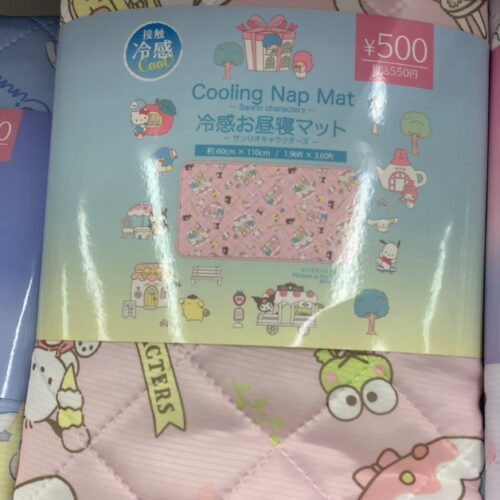 接触
冷感
Cool
¥500
税込550円
Cooling Nap Mat
~ Sanrio characters ~
冷感お昼寝マット
~ サンリオキャラクターズ ~
約60cm×110cm / 1.96ft×3.60ft
ACTERS